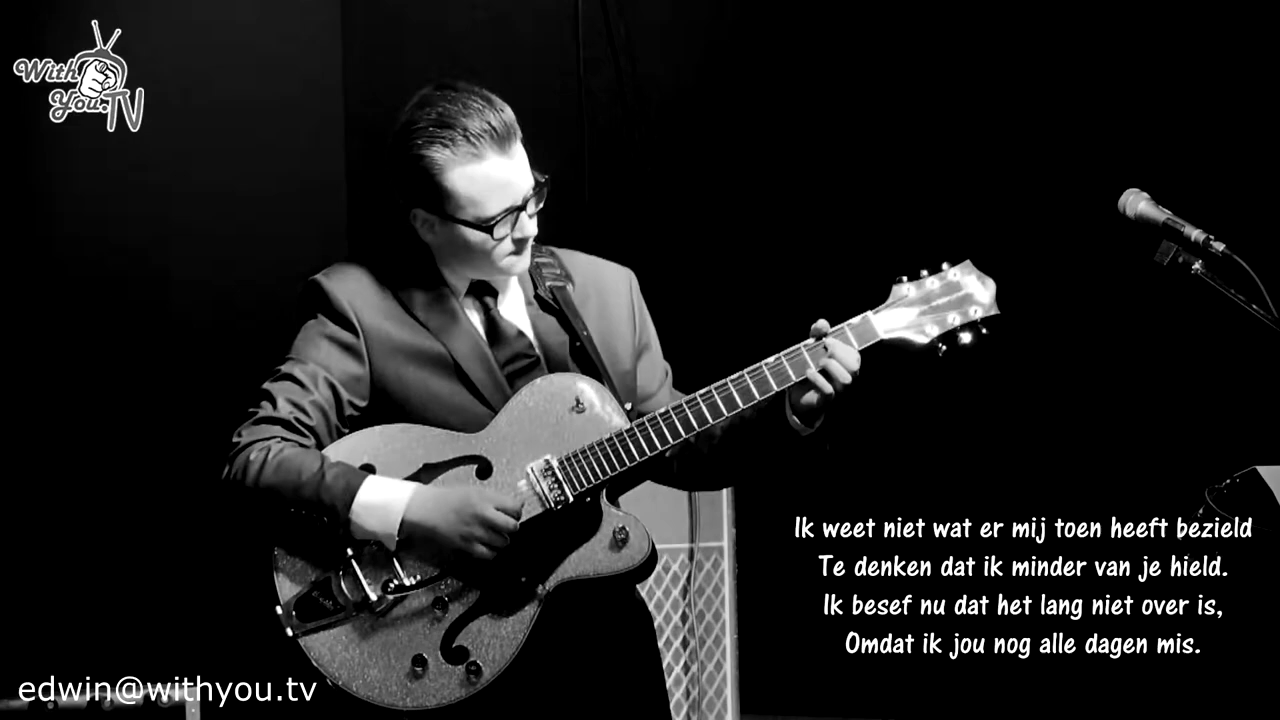 With
You.TV
Ik weet niet wat er mij toen heeft bezield
Te denken dat ik minder van je hield.
Ik besef nu dat het lang niet over is,
Omdat ik jou nog alle dagen mis.
edwin@withyou.tv